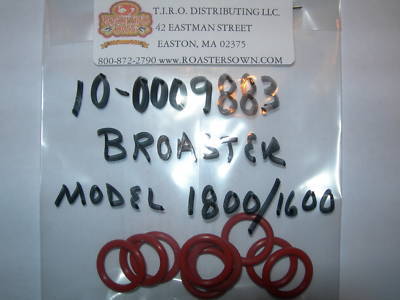 T.I.R.O. DISTRIBUTING LLC.
42 EASTMAN STREET
EASTON, MA 02375
800-872-2790 WWW.ROASTERSOWN.COM
10-0009883
BROASTER
MODEL 1800/1600